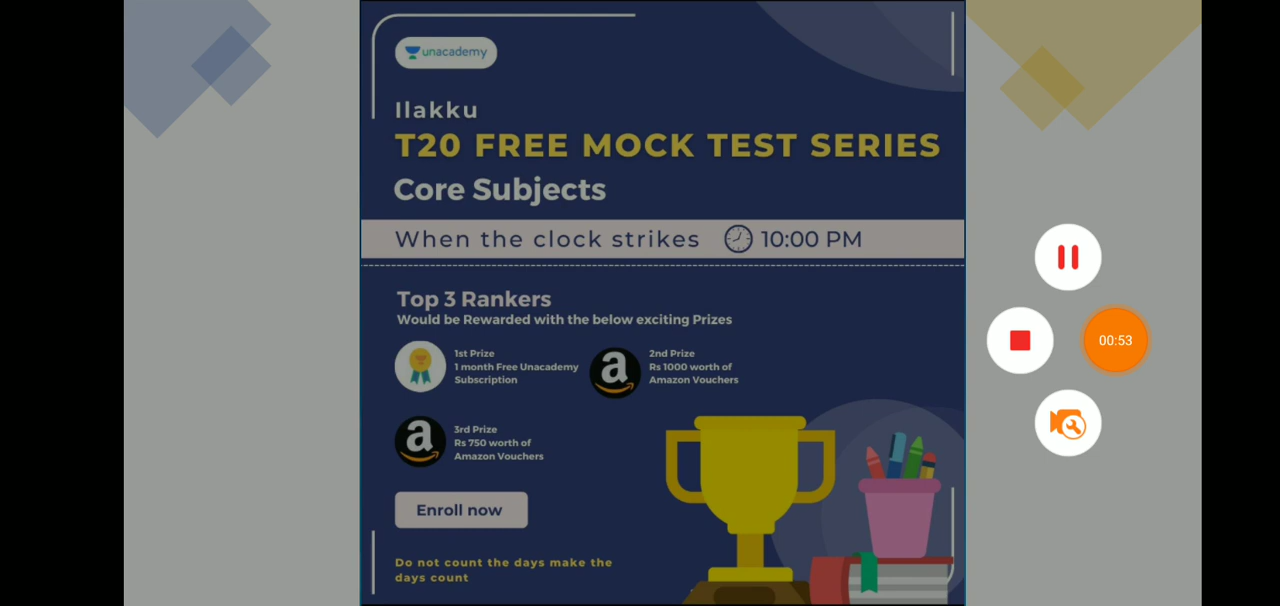 unacademy
Ilakku
T20 FREE MOCK TEST SERIES
Core Subjects
When the clock strikes 10:00 PM
Top 3 Rankers
Would be Rewarded with the below exciting Prizes
1st Prize
1 month Free Unacademy
Subscription
2nd Prize
Rs 1000 worth of
Amazon Vouchers
3rd Prize
Rs 750 worth of
Amazon Vouchers
Enroll now
Do not count the days make the
days count
00:53